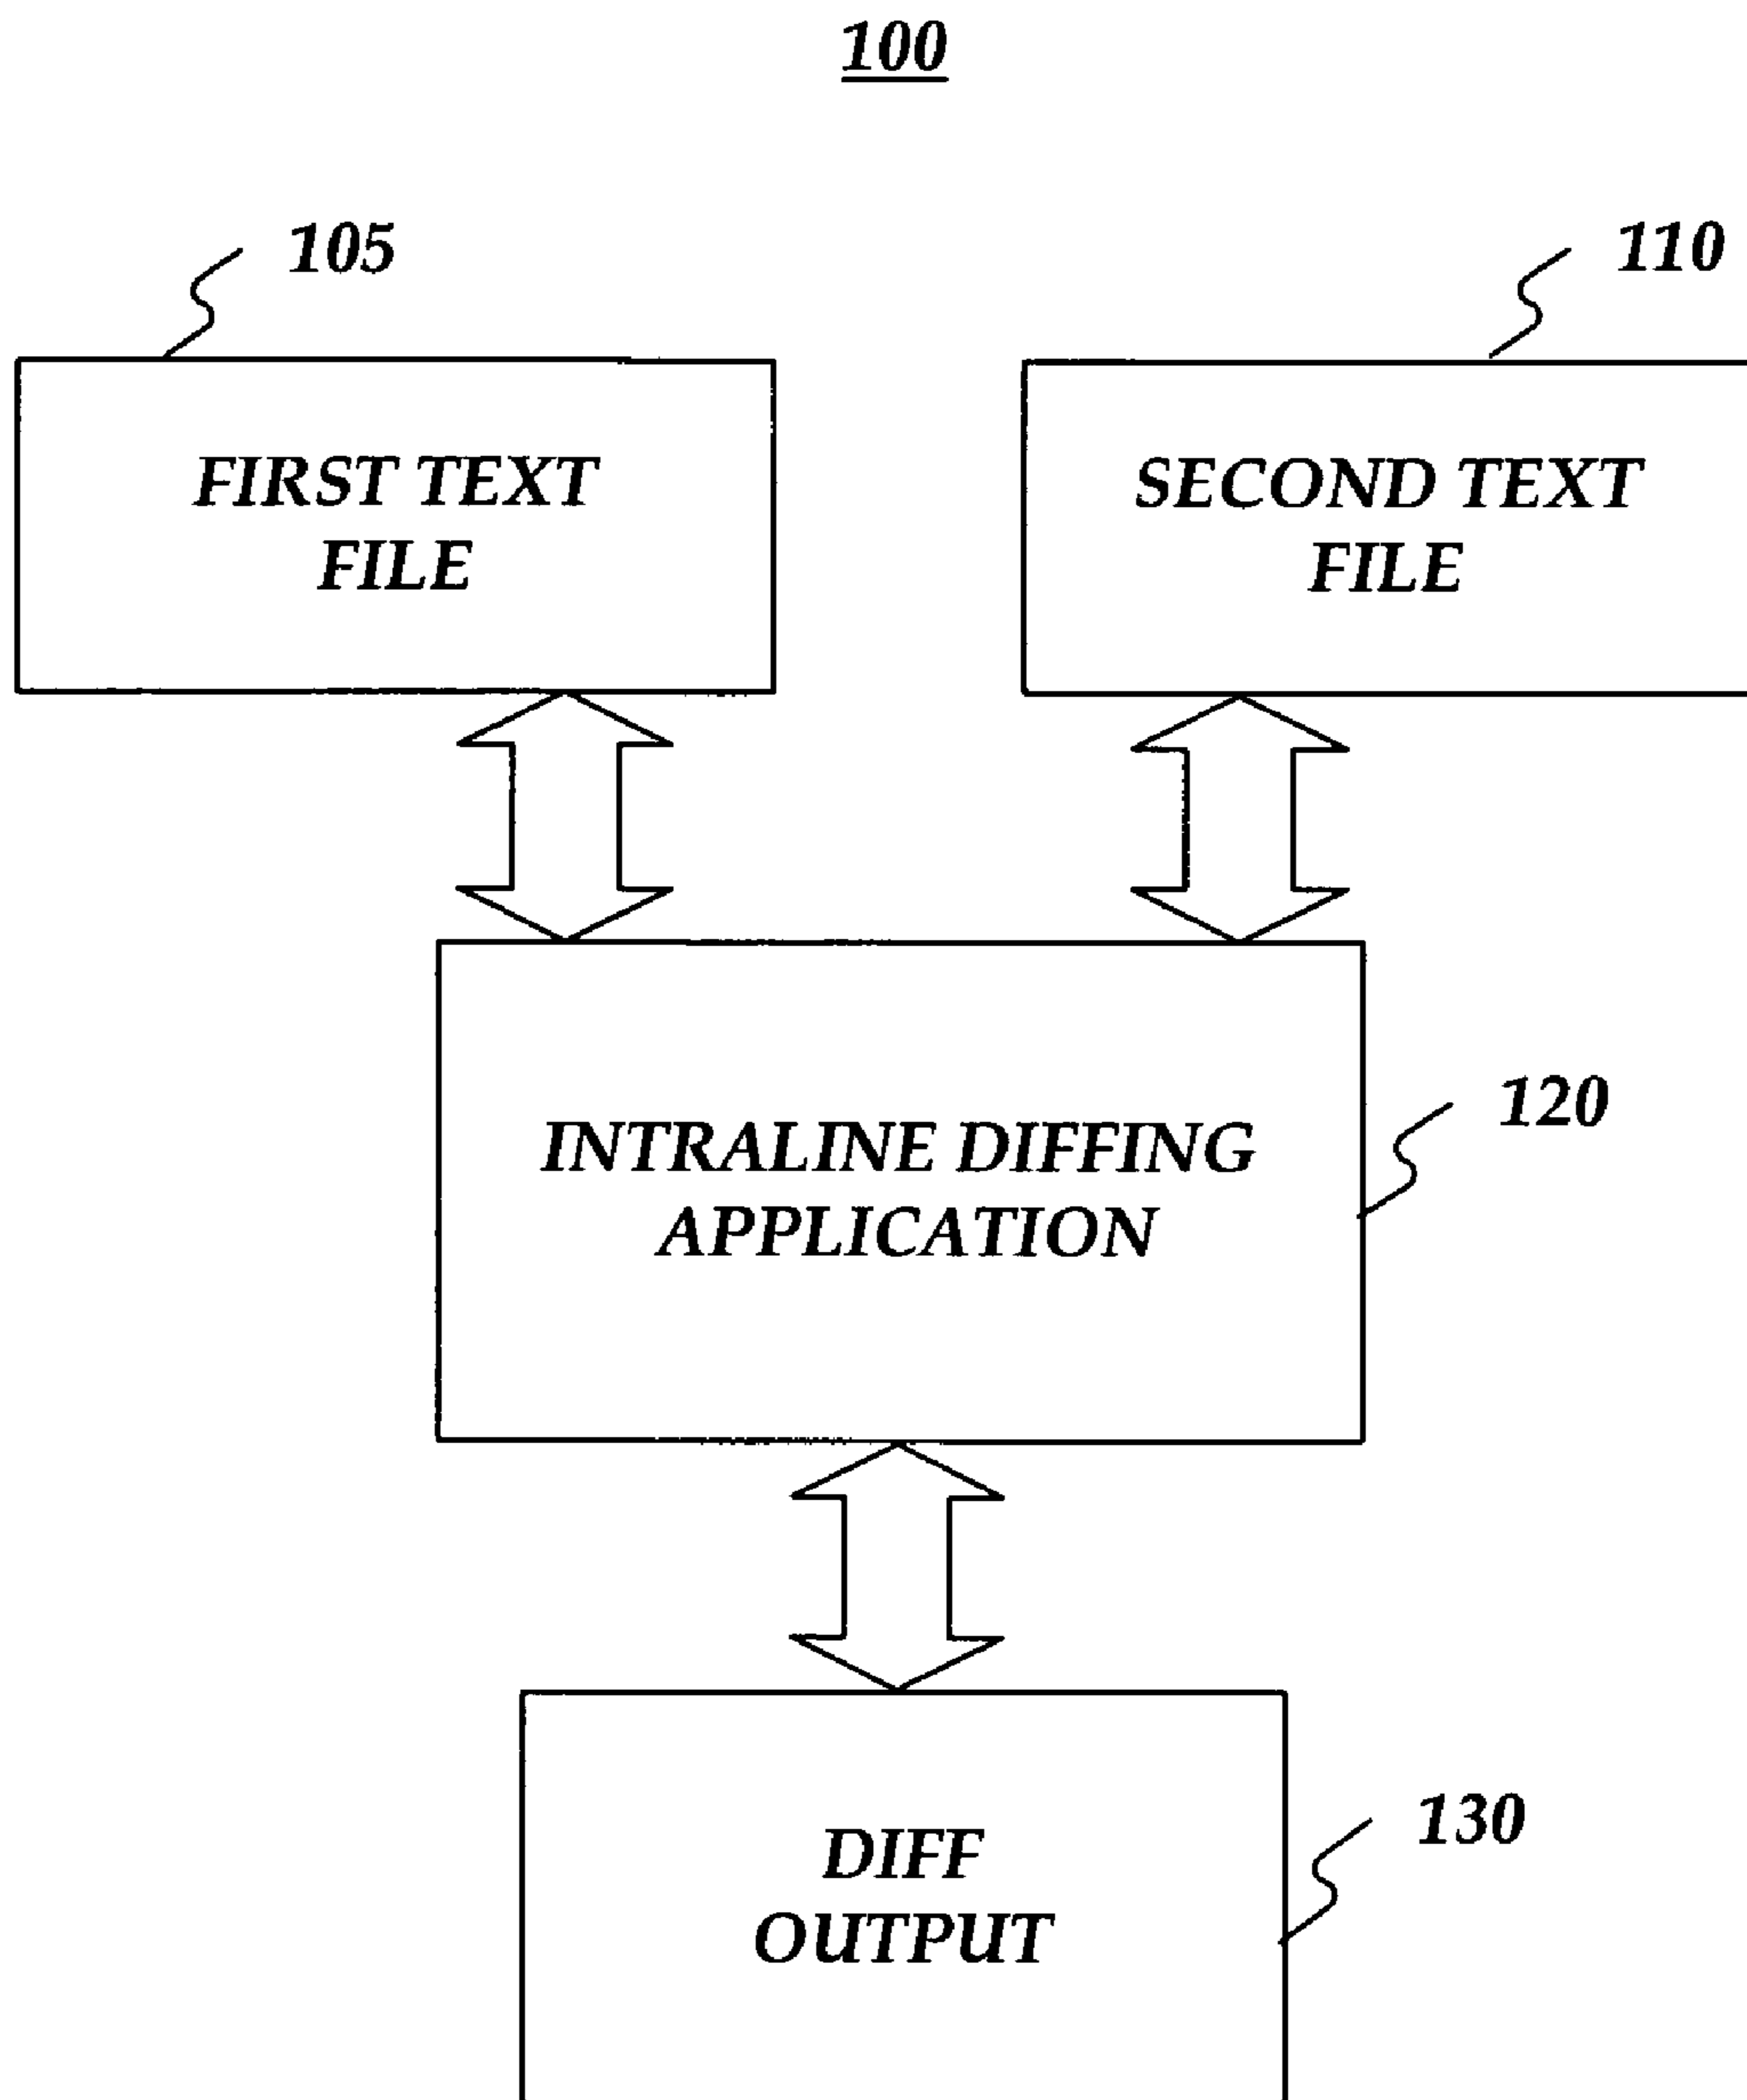 100
105
110
FIRST TEXT
FILE
SECOND TEXT
FILE
INTRALINE DIFFING
APPLICATION
120
DIFF
OUTPUT
130